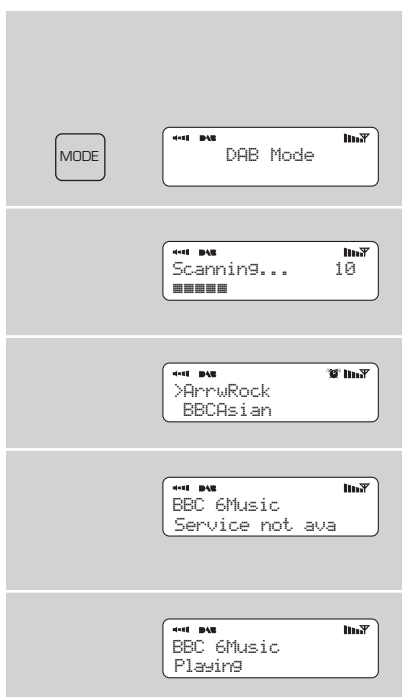 MODE
DAB
DAB Mode
DAB
Scanning... 10
DAB
>ArrwRock
BBCAsian
DAB
BBC 6Music
Service not ava
DAB
BBC 6Music
Playing